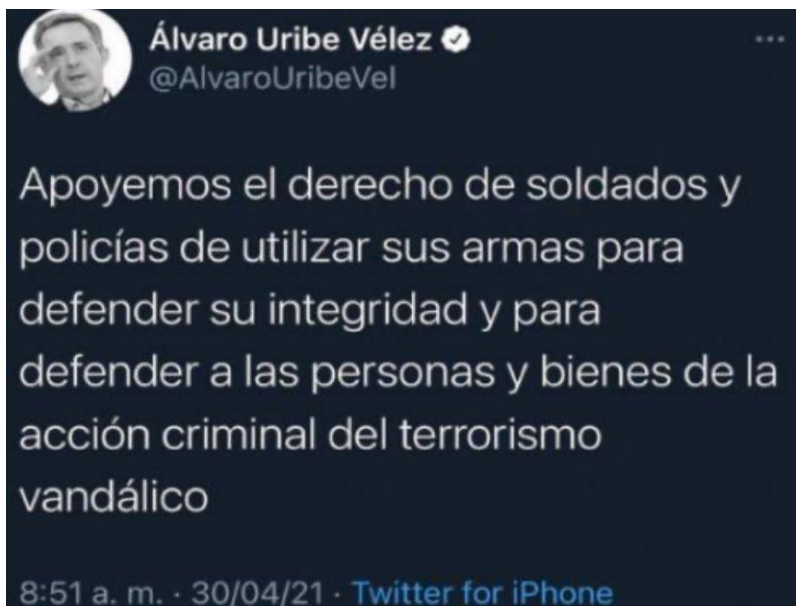 Álvaro Uribe Vélez
@AlvaroUribeVel
Apoyemos el derecho de soldados y
policías de utilizar sus armas para
defender su integridad y para
defender a las personas y bienes de la
acción criminal del terrorismo
vandálico
8:51 a. m. · 30/04/21 · Twitter for iPhone